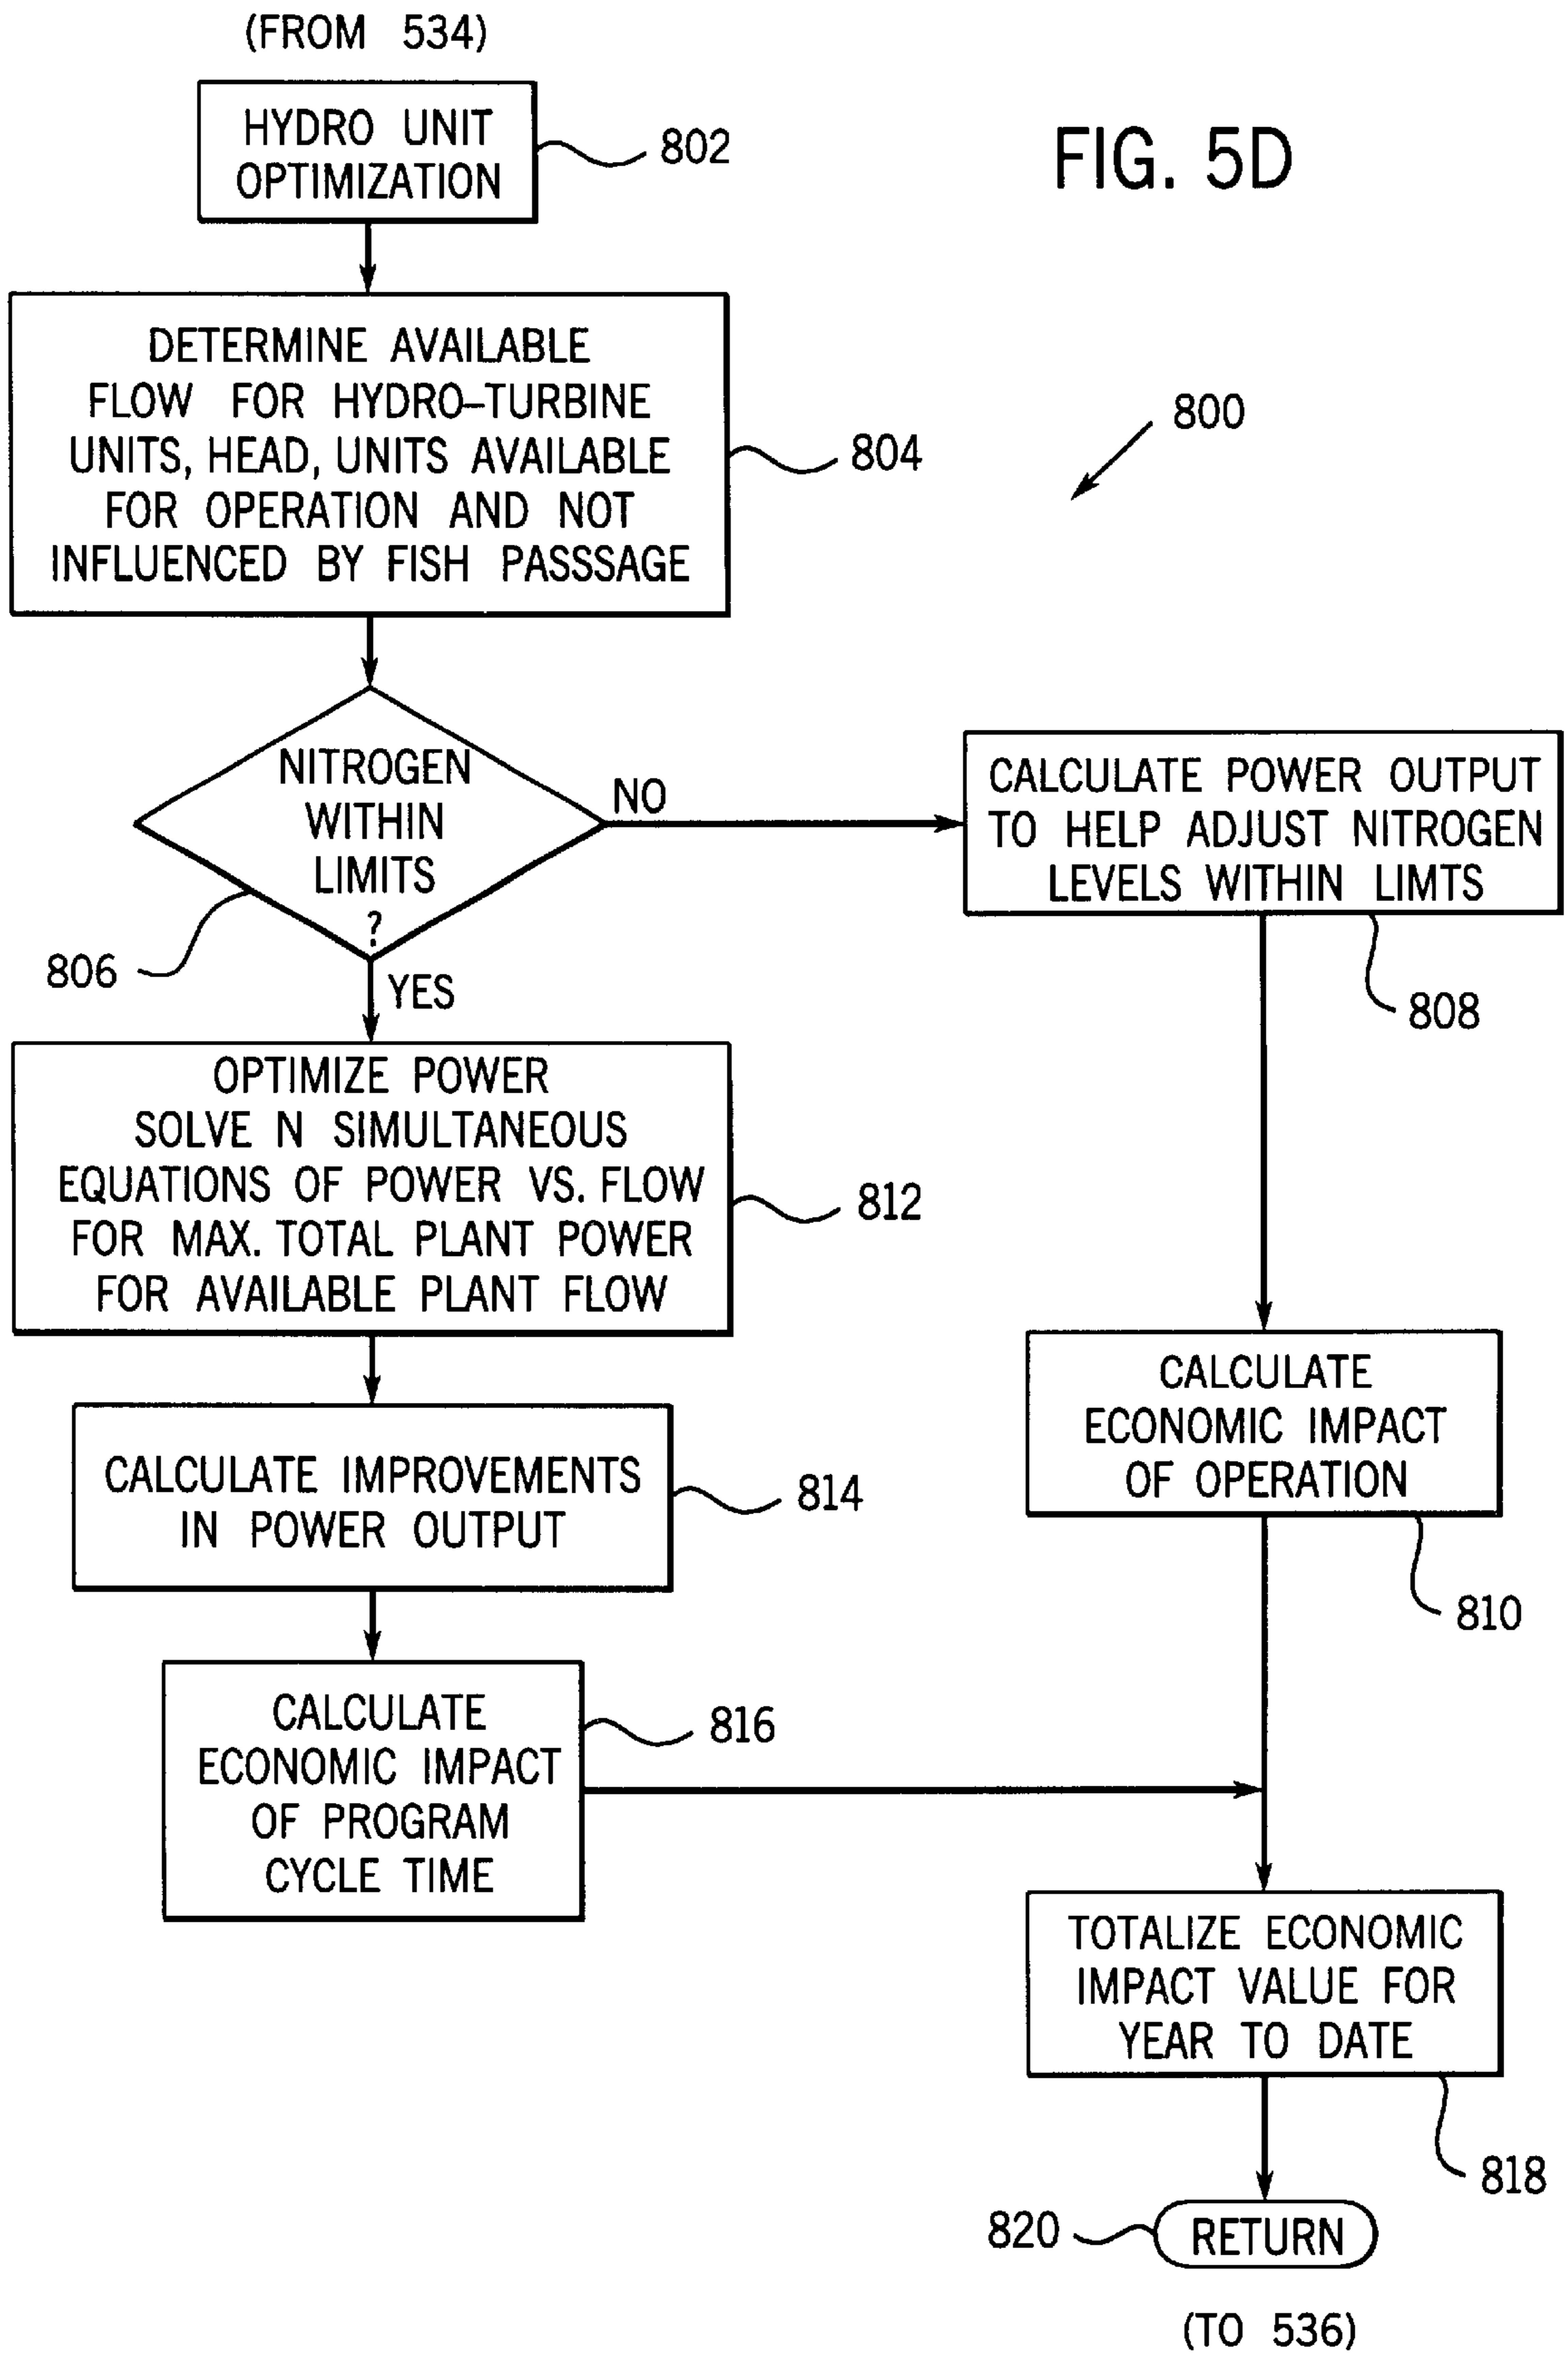 (FROM 534)
HYDRO UNIT
OPTIMIZATION
802
FIG. 5D
DETERMINE AVAILABLE
FLOW FOR HYDRO-TURBINE
UNITS, HEAD, UNITS AVAILABLE
FOR OPERATION AND NOT
INFLUENCED BY FISH PASSSAGE
804
800
NITROGEN
WITHIN
LIMITS
?
806
NO
YES
CALCULATE POWER OUTPUT
TO HELP ADJUST NITROGEN
LEVELS WITHIN LIMTS
808
OPTIMIZE POWER
SOLVE N SIMULTANEOUS
EQUATIONS OF POWER VS. FLOW
FOR MAX. TOTAL PLANT POWER
FOR AVAILABLE PLANT FLOW
812
CALCULATE
ECONOMIC IMPACT
OF OPERATION
810
CALCULATE IMPROVEMENTS
IN POWER OUTPUT
814
CALCULATE
ECONOMIC IMPACT
OF PROGRAM
CYCLE TIME
816
TOTALIZE ECONOMIC
IMPACT VALUE FOR
YEAR TO DATE
818
820
RETURN
(TO 536)